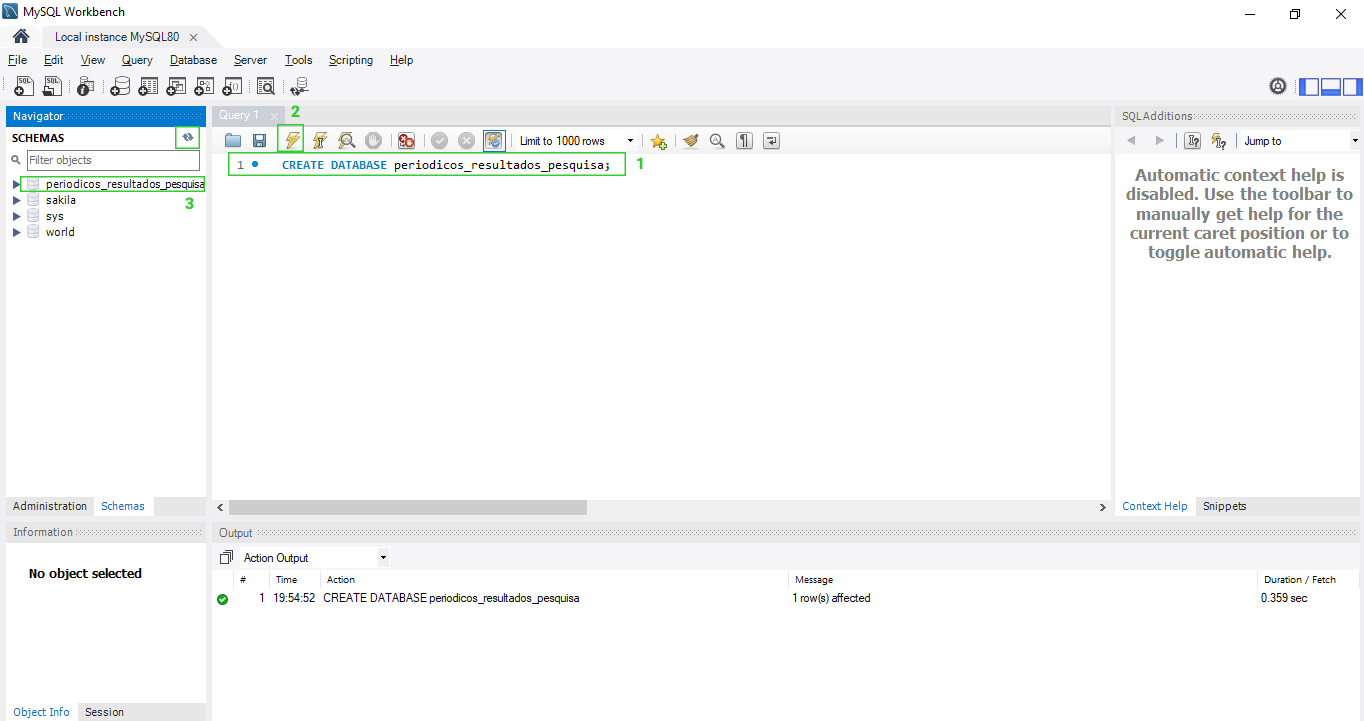 MySQL Workbench
Local instance MySQL80
File Edit View Query Database Server Tools Scripting Help
Navigator
SCHEMAS
Filter objects
periodicos_resultados_pesquisa
3
sakila
sys
world
Administration Schemas
Information
No object selected
Object Info Session
Query 1
2
Limit to 1000 rows
1 CREATE DATABASE periodicos_resultados_pesquisa; 1
Output
Action Output
# Time Action Message Duration / Fetch
1 19:54:52 CREATE DATABASE periodicos_resultados_pesquisa 1 row(s) affected 0.359 sec
SQLAdditions
Jump to
Automatic context help is
disabled. Use the toolbar to
manually get help for the
current caret position or to
toggle automatic help.
Context Help Snippets